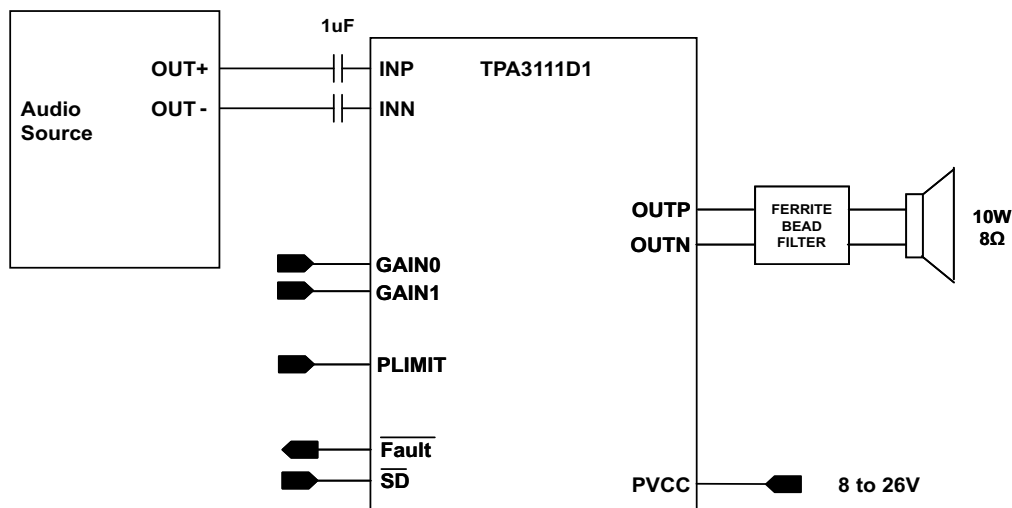 1uF
OUT+
INP
TPA3111D1
OUT -
INN
Audio
Source
OUTP
OUTN
FERRITE
BEAD
FILTER
10W
8Ω
GAIN0
GAIN1
PLIMIT
Fault
SD
PVCC
8 to 26V